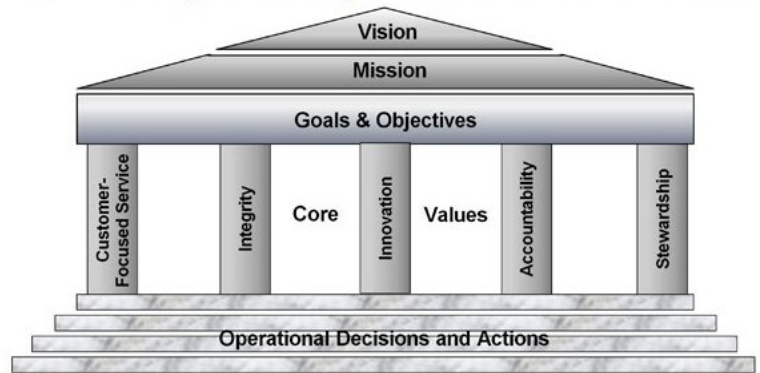 Vision
Mission
Goals & Objectives
Customer-
Focused Service
Integrity
Core
Innovation
Values
Accountability
Stewardship
Operational Decisions and Actions